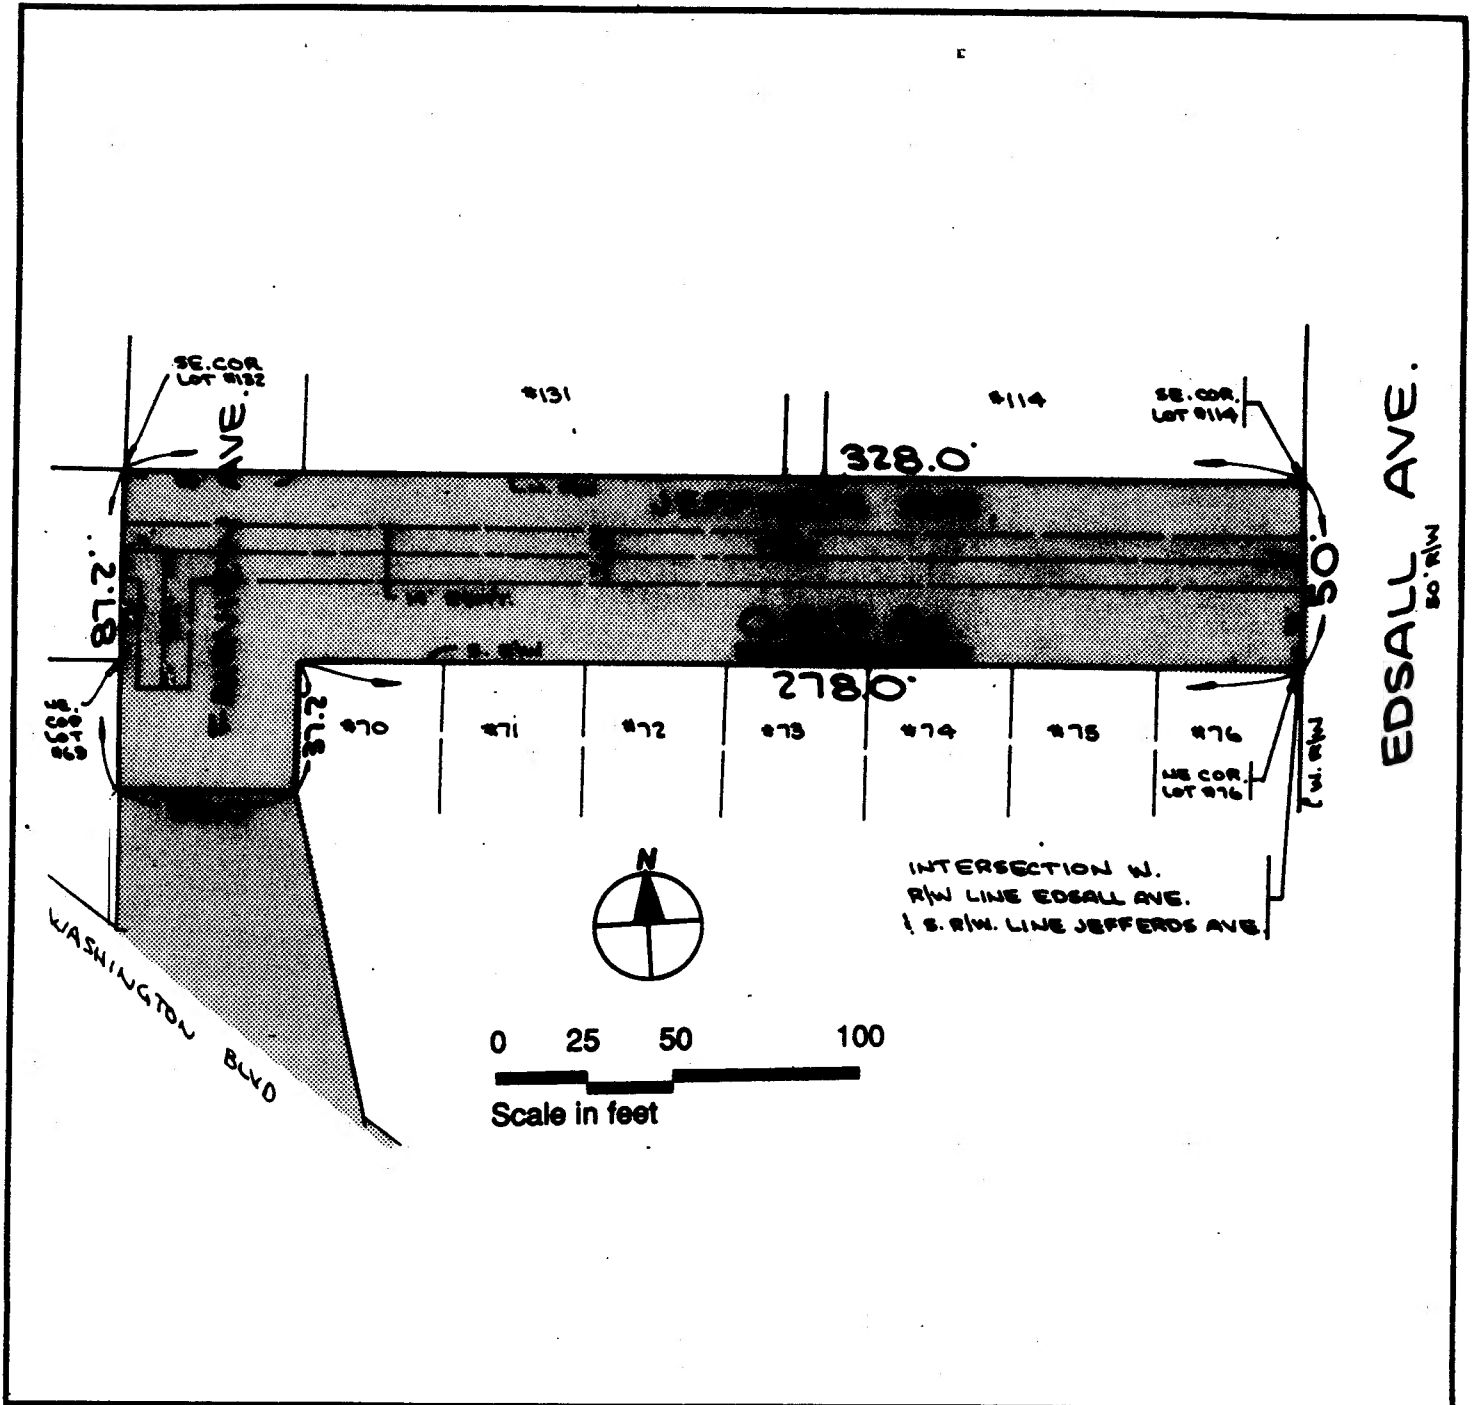 SE. COR
LOT #132
AVE.
#131
#114
SE. COR.
LOT #114
328.0'
EDSALL AVE.
50' R/W
87.2'
50'
S. R/W
278.0'
37.2
NE.
COR
LOT
#69
#70
#71
#72
#73
#74
#75
#76
NE COR.
LOT #76
W. R/W
N
INTERSECTION W.
R/W LINE EDSALL AVE.
S. R/W. LINE JEFFERDS AVE.
WASHINGTON BLVD
0 25 50 100
Scale in feet